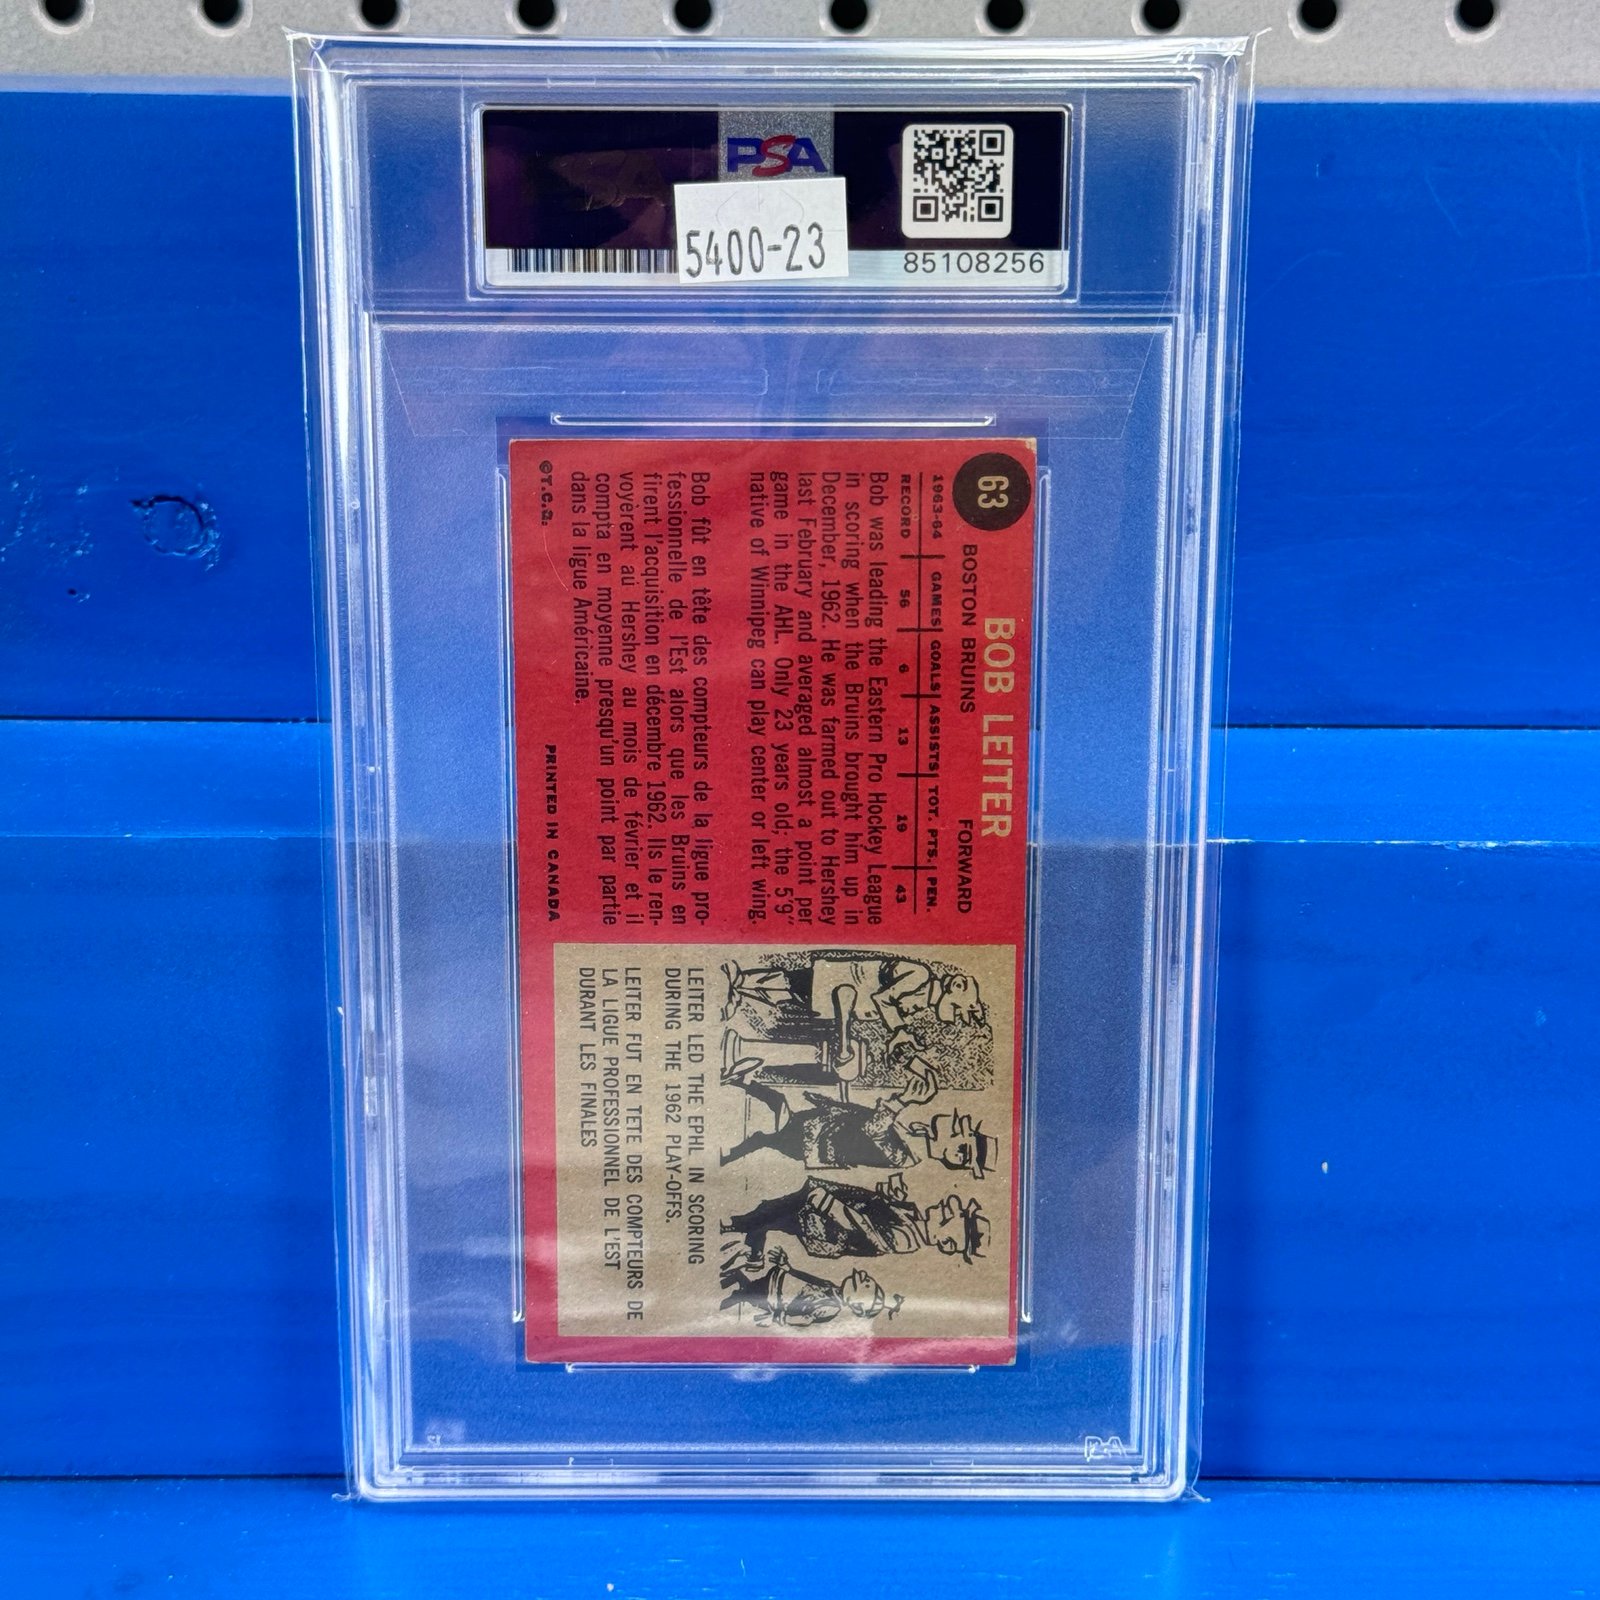 PSA
5400-23
85108256
63
BOB LEITER
BOSTON BRUINS FORWARD
1963-64 GAMES GOALS ASSISTS TOT. PTS. PEN.
RECORD 56 6 13 19 43
Bob was leading the Eastern Pro Hockey League
in scoring when the Bruins brought him up in
December, 1962. He was farmed out to Hershey
last February and averaged almost a point per
game in the AHL. Only 23 years old; the 5'9"
native of Winnipeg can play center or left wing.
Bob fût en tête des compteurs de la ligue pro-
fessionnelle de l'Est alors que les Bruins en
firent l'acquisition en décembre 1962. Ils le ren-
voyèrent au Hershey au mois de février et il
compta en moyenne presqu'un point par partie
dans la ligue Américaine.
©T.C.G. PRINTED IN CANADA
LEITER LED THE EPHL IN SCORING
DURING THE 1962 PLAY-OFFS.
LEITER FUT EN TETE DES COMPTEURS DE
LA LIGUE PROFESSIONNEL DE L'EST
DURANT LES FINALES
PSA